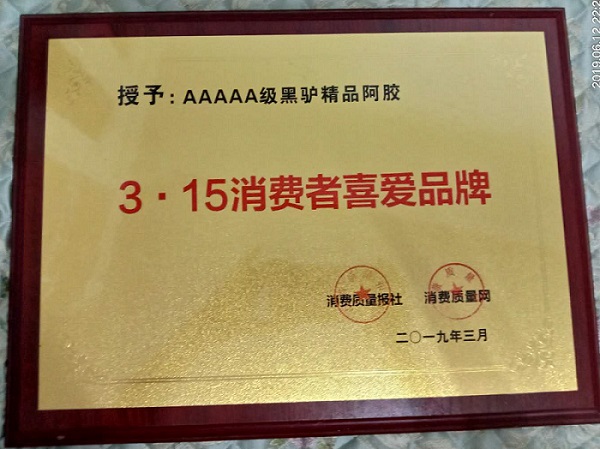 授予：AAAAA级黑驴精品阿胶
3·15消费者喜爱品牌
消费质量报社 消费质量网
二〇一九年三月
2019.06.12 22:2